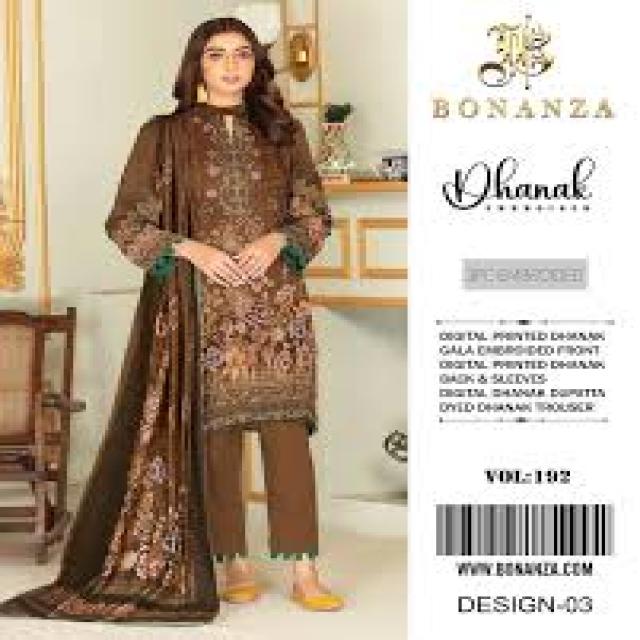 BONANZA
Dhanak
3PC EMBROIDED
DIGITAL PRINTED DHANAK
GALA EMBROIDED FRONT
DIGITAL PRINTED DHANAK
BACK & SLEEVES
DIGITAL DHANAK DUPATTA
DYED DHANAK TROUSER
VOL:192
WWW.BONANZA.COM
DESIGN-03